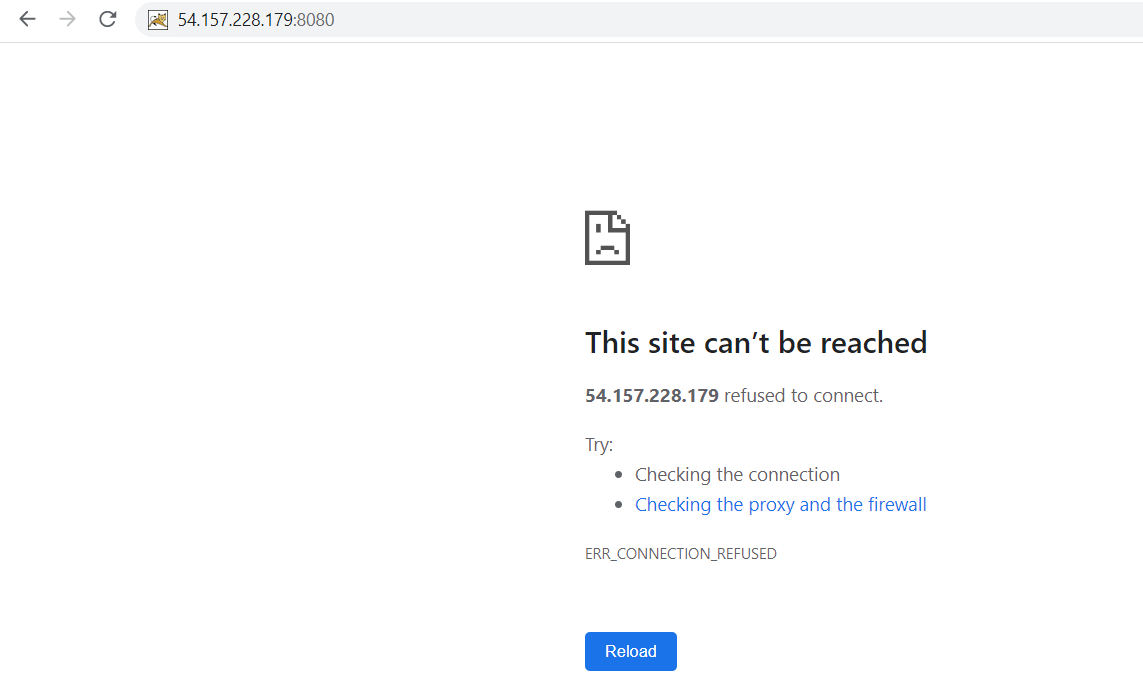 54.157.228.179:8080
This site can’t be reached
54.157.228.179 refused to connect.
Try:
Checking the connection
Checking the proxy and the firewall
ERR_CONNECTION_REFUSED
Reload